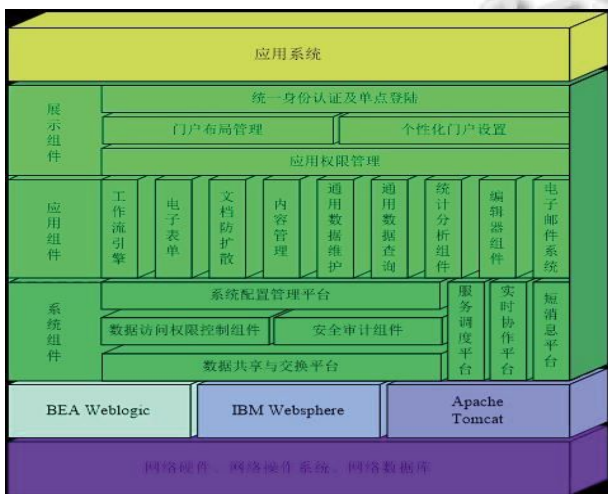 应用系统
展示组件
统一身份认证及单点登陆
门户布局管理
个性化门户设置
应用权限管理
应用组件
工作流引擎
电子表单
文档防扩散
内容管理
通用数据维护
通用数据查询
统计分析组件
编辑器组件
电子邮件系统
系统组件
系统配置管理平台
数据访问权限控制组件
安全审计组件
数据共享与交换平台
服务调度平台
实时协作平台
短消息平台
BEA Weblogic
IBM Websphere
Apache
Tomcat
网络硬件、网络操作系统、网络数据库